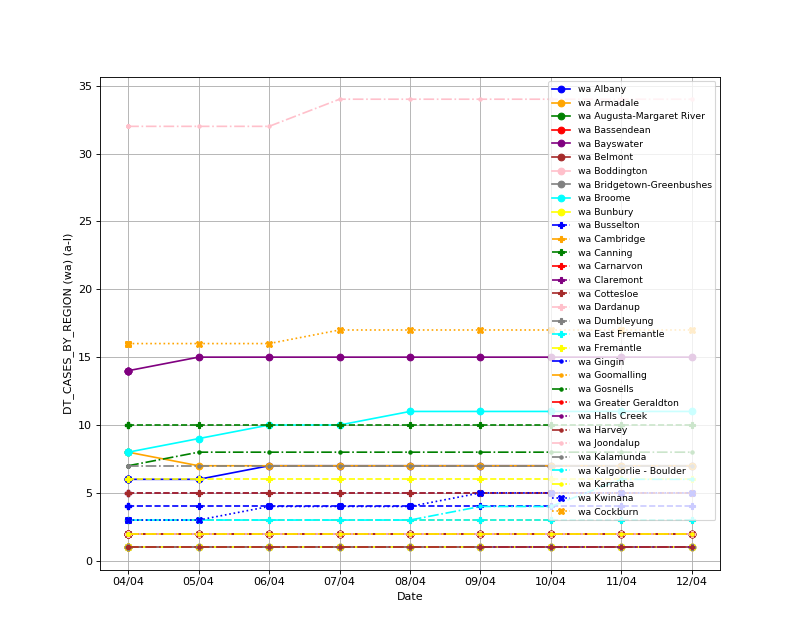 35
30
25
20
15
10
5
0
DT_CASES_BY_REGION (wa) (a-l)
04/04 05/04 06/04 07/04 08/04 09/04 10/04 11/04 12/04
Date
wa Albany
wa Armadale
wa Augusta-Margaret River
wa Bassendean
wa Bayswater
wa Belmont
wa Boddington
wa Bridgetown-Greenbushes
wa Broome
wa Bunbury
wa Busselton
wa Cambridge
wa Canning
wa Carnarvon
wa Claremont
wa Cottesloe
wa Dardanup
wa Dumbleyung
wa East Fremantle
wa Fremantle
wa Gingin
wa Goomalling
wa Gosnells
wa Greater Geraldton
wa Halls Creek
wa Harvey
wa Joondalup
wa Kalamunda
wa Kalgoorlie - Boulder
wa Karratha
wa Kwinana
wa Cockburn